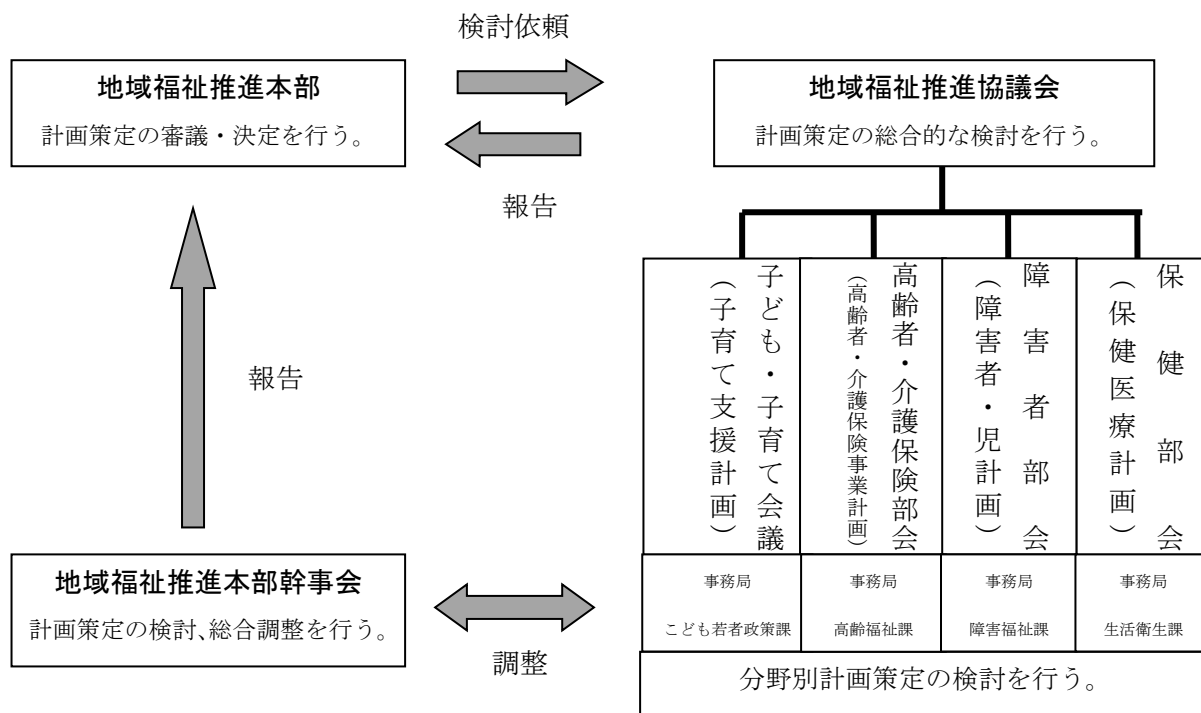 検討依頼
地域福祉推進本部
計画策定の審議・決定を行う。
地域福祉推進協議会
計画策定の総合的な検討を行う。
報告
子ども・子育て会議
（子育て支援計画）
高齢者・介護保険部会
（高齢者・介護保険事業計画）
障害者部会
（障害者・児計画）
保健部会
（保健医療計画）
報告
地域福祉推進本部幹事会
計画策定の検討、総合調整を行う。
調整
事務局
こども若者政策課
事務局
高齢福祉課
事務局
障害福祉課
事務局
生活衛生課
分野別計画策定の検討を行う。